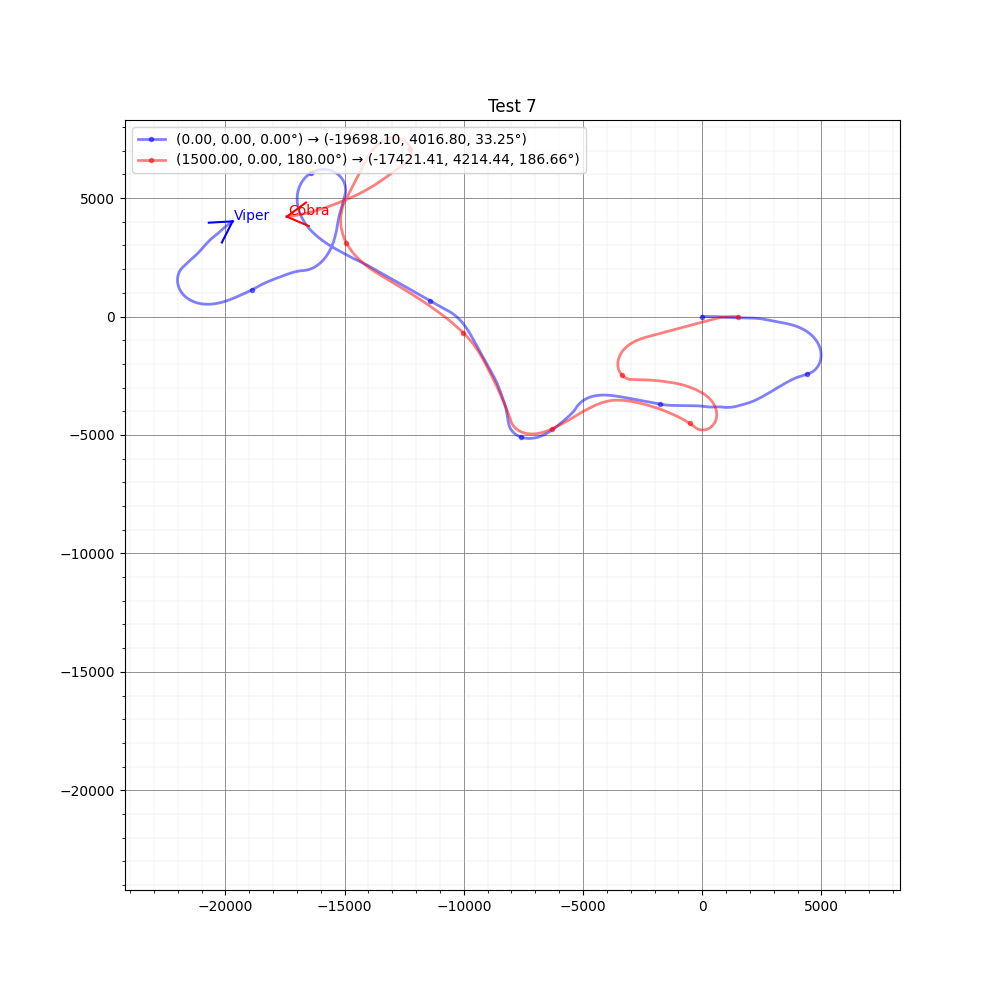 Test 7
(0.00, 0.00, 0.00°) → (-19698.10, 4016.80, 33.25°)
(1500.00, 0.00, 180.00°) → (-17421.41, 4214.44, 186.66°)
5000
Viper
Cobra
0
−5000
−10000
−15000
−20000
−20000 −15000 −10000 −5000 0 5000